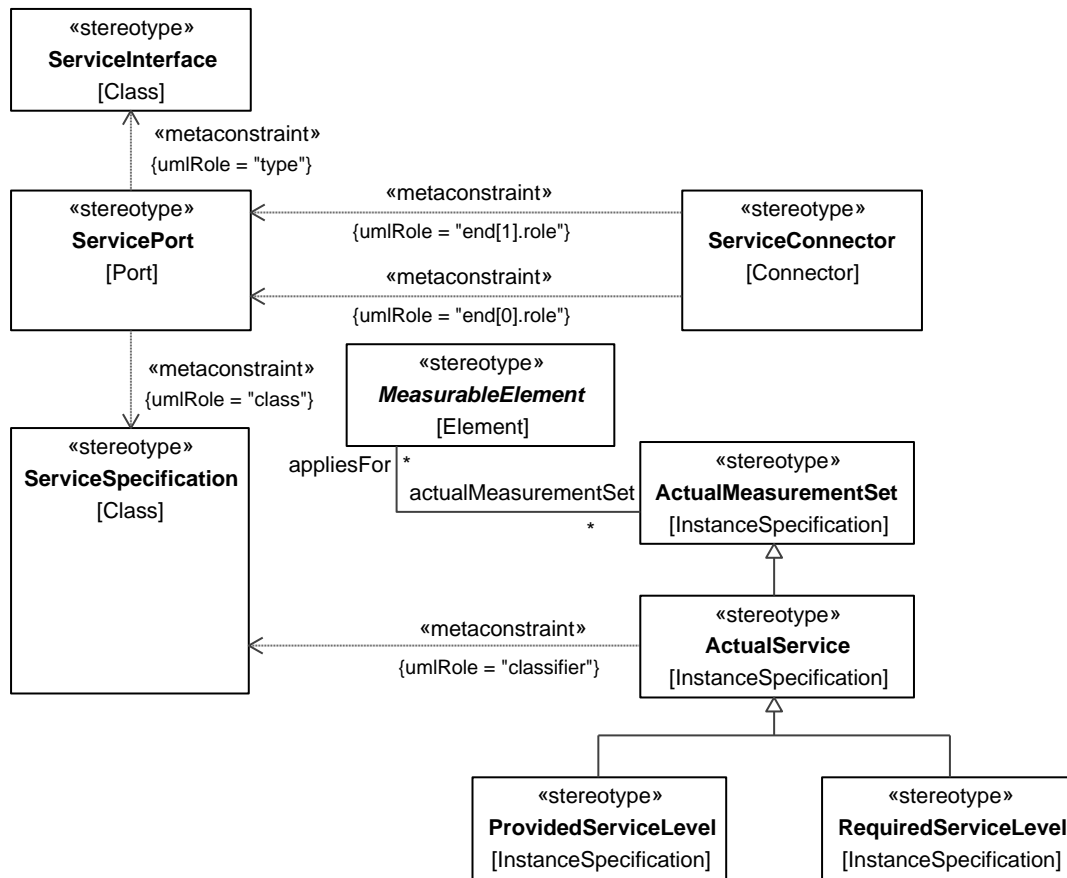 «stereotype»
ServiceInterface
[Class]
«metaconstraint»
{umlRole = "type"}
«stereotype»
ServicePort
[Port]
«metaconstraint»
{umlRole = "end[1].role"}
«metaconstraint»
{umlRole = "end[0].role"}
«stereotype»
ServiceConnector
[Connector]
«metaconstraint»
{umlRole = "class"}
«stereotype»
MeasurableElement
[Element]
«stereotype»
ServiceSpecification
[Class]
appliesFor
*
actualMeasurementSet
*
«stereotype»
ActualMeasurementSet
[InstanceSpecification]
«metaconstraint»
{umlRole = "classifier"}
«stereotype»
ActualService
[InstanceSpecification]
«stereotype»
ProvidedServiceLevel
[InstanceSpecification]
«stereotype»
RequiredServiceLevel
[InstanceSpecification]